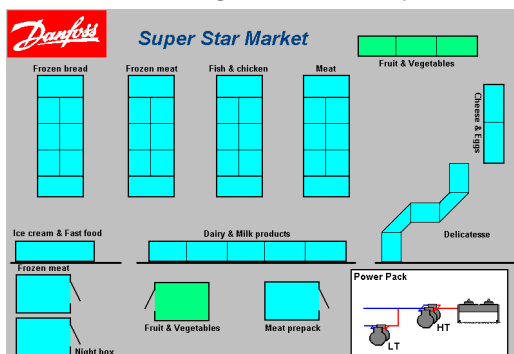 Danfoss
Super Star Market
Fruit & Vegetables
Frozen bread
Frozen meat
Fish & chicken
Meat
Cheese & Eggs
Ice cream & Fast food
Dairy & Milk products
Delicatesse
Frozen meat
Power Pack
Fruit & Vegetables
Meat prepack
HT
LT
Night box